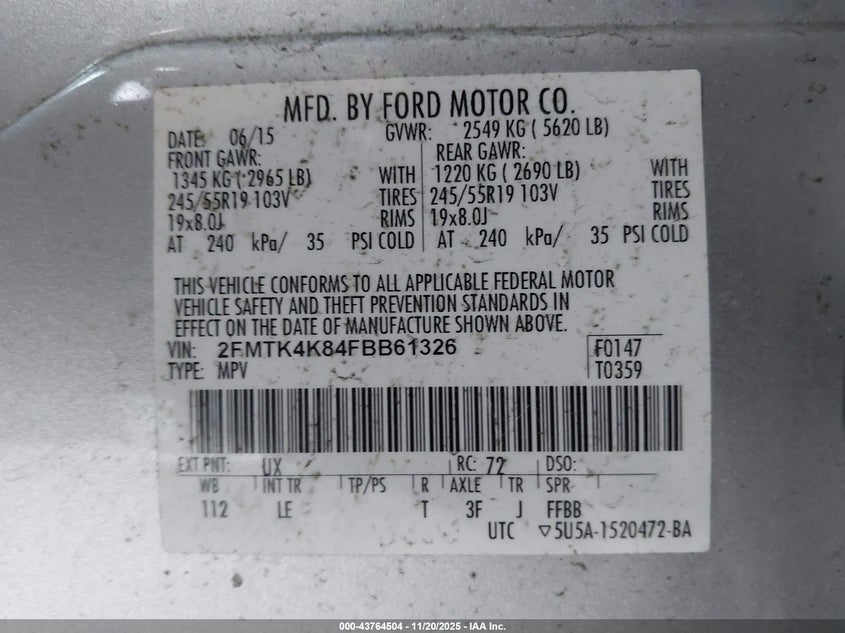 MFD. BY FORD MOTOR CO.
DATE: 06/15 GVWR: 2549 KG ( 5620 LB)
FRONT GAWR: REAR GAWR:
1345 KG ( 2965 LB) WITH 1220 KG ( 2690 LB) WITH
245/55R19 103V TIRES 245/55R19 103V TIRES
19x8.0J RIMS 19x8.0J RIMS
AT 240 kPa/ 35 PSI COLD AT 240 kPa/ 35 PSI COLD
THIS VEHICLE CONFORMS TO ALL APPLICABLE FEDERAL MOTOR
VEHICLE SAFETY AND THEFT PREVENTION STANDARDS IN
EFFECT ON THE DATE OF MANUFACTURE SHOWN ABOVE.
VIN: 2FMTK4K84FBB61326 F0147
TYPE: MPV T0359
EXT PNT: UX RC: 72 DSO:
WB INT TR TP/PS R AXLE TR SPR
112 LE T 3F J FFBB
UTC ▽5U5A-1520472-BA
000-43764504 - 11/20/2025 - IAA Inc.